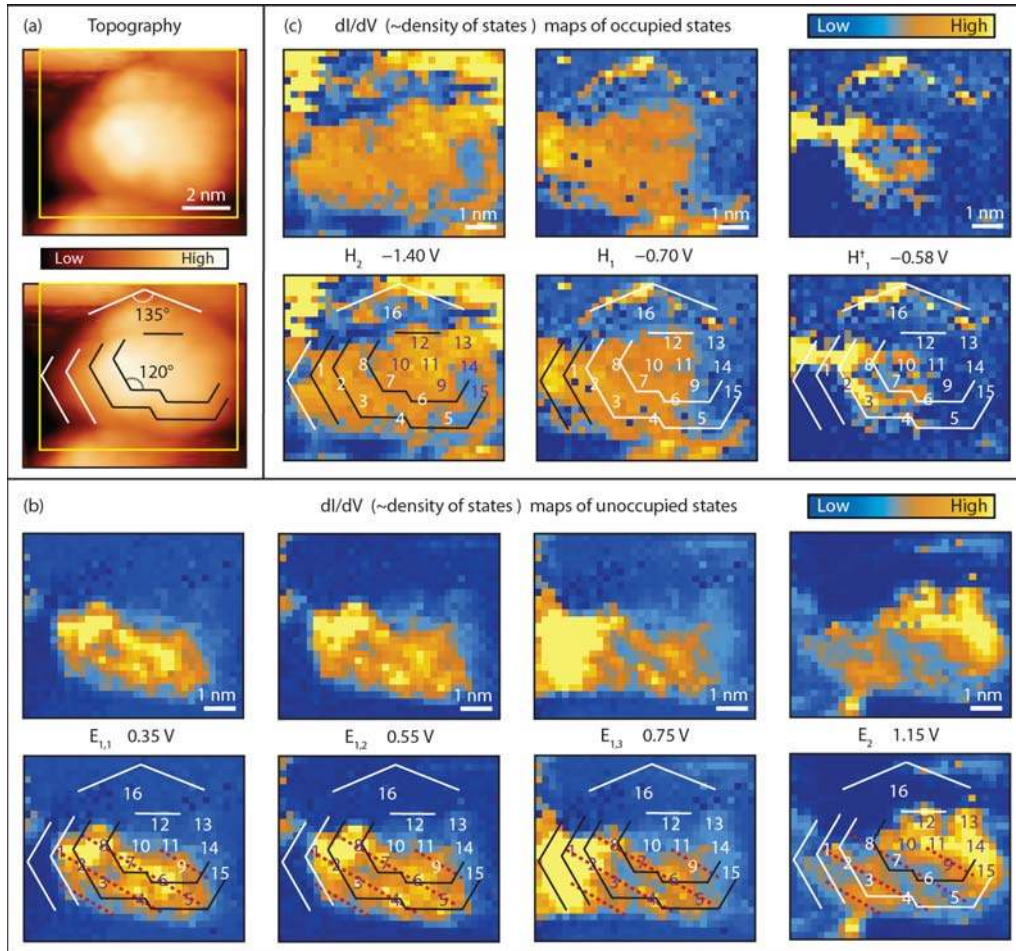 (a)
Topography
2 nm
Low High
135°
120°
(c) dI/dV (~density of states) maps of occupied states
Low High
1 nm 1 nm 1 nm
H2 −1.40 V H1 −0.70 V H†1 −0.58 V
16 16 16
12 13 12 13 12 13
1 8 10 11 14 1 8 10 11 14 1 8 10 11 14
2 7 9 15 2 7 9 15 2 7 9 15
3 6 3 6 3 6
4 5 4 5 4 5
(b) dI/dV (~density of states) maps of unoccupied states
Low High
1 nm 1 nm 1 nm 1 nm
E1,1 0.35 V E1,2 0.55 V E1,3 0.75 V E2 1.15 V
16 16 16 16
12 13 12 13 12 13 12 13
1 8 10 11 14 1 8 10 11 14 1 8 10 11 14 1 8 10 11 14
2 7 9 15 2 7 9 15 2 7 9 15 2 7 9 15
3 6 3 6 3 6 3 6
4 5 4 5 4 5 4 5